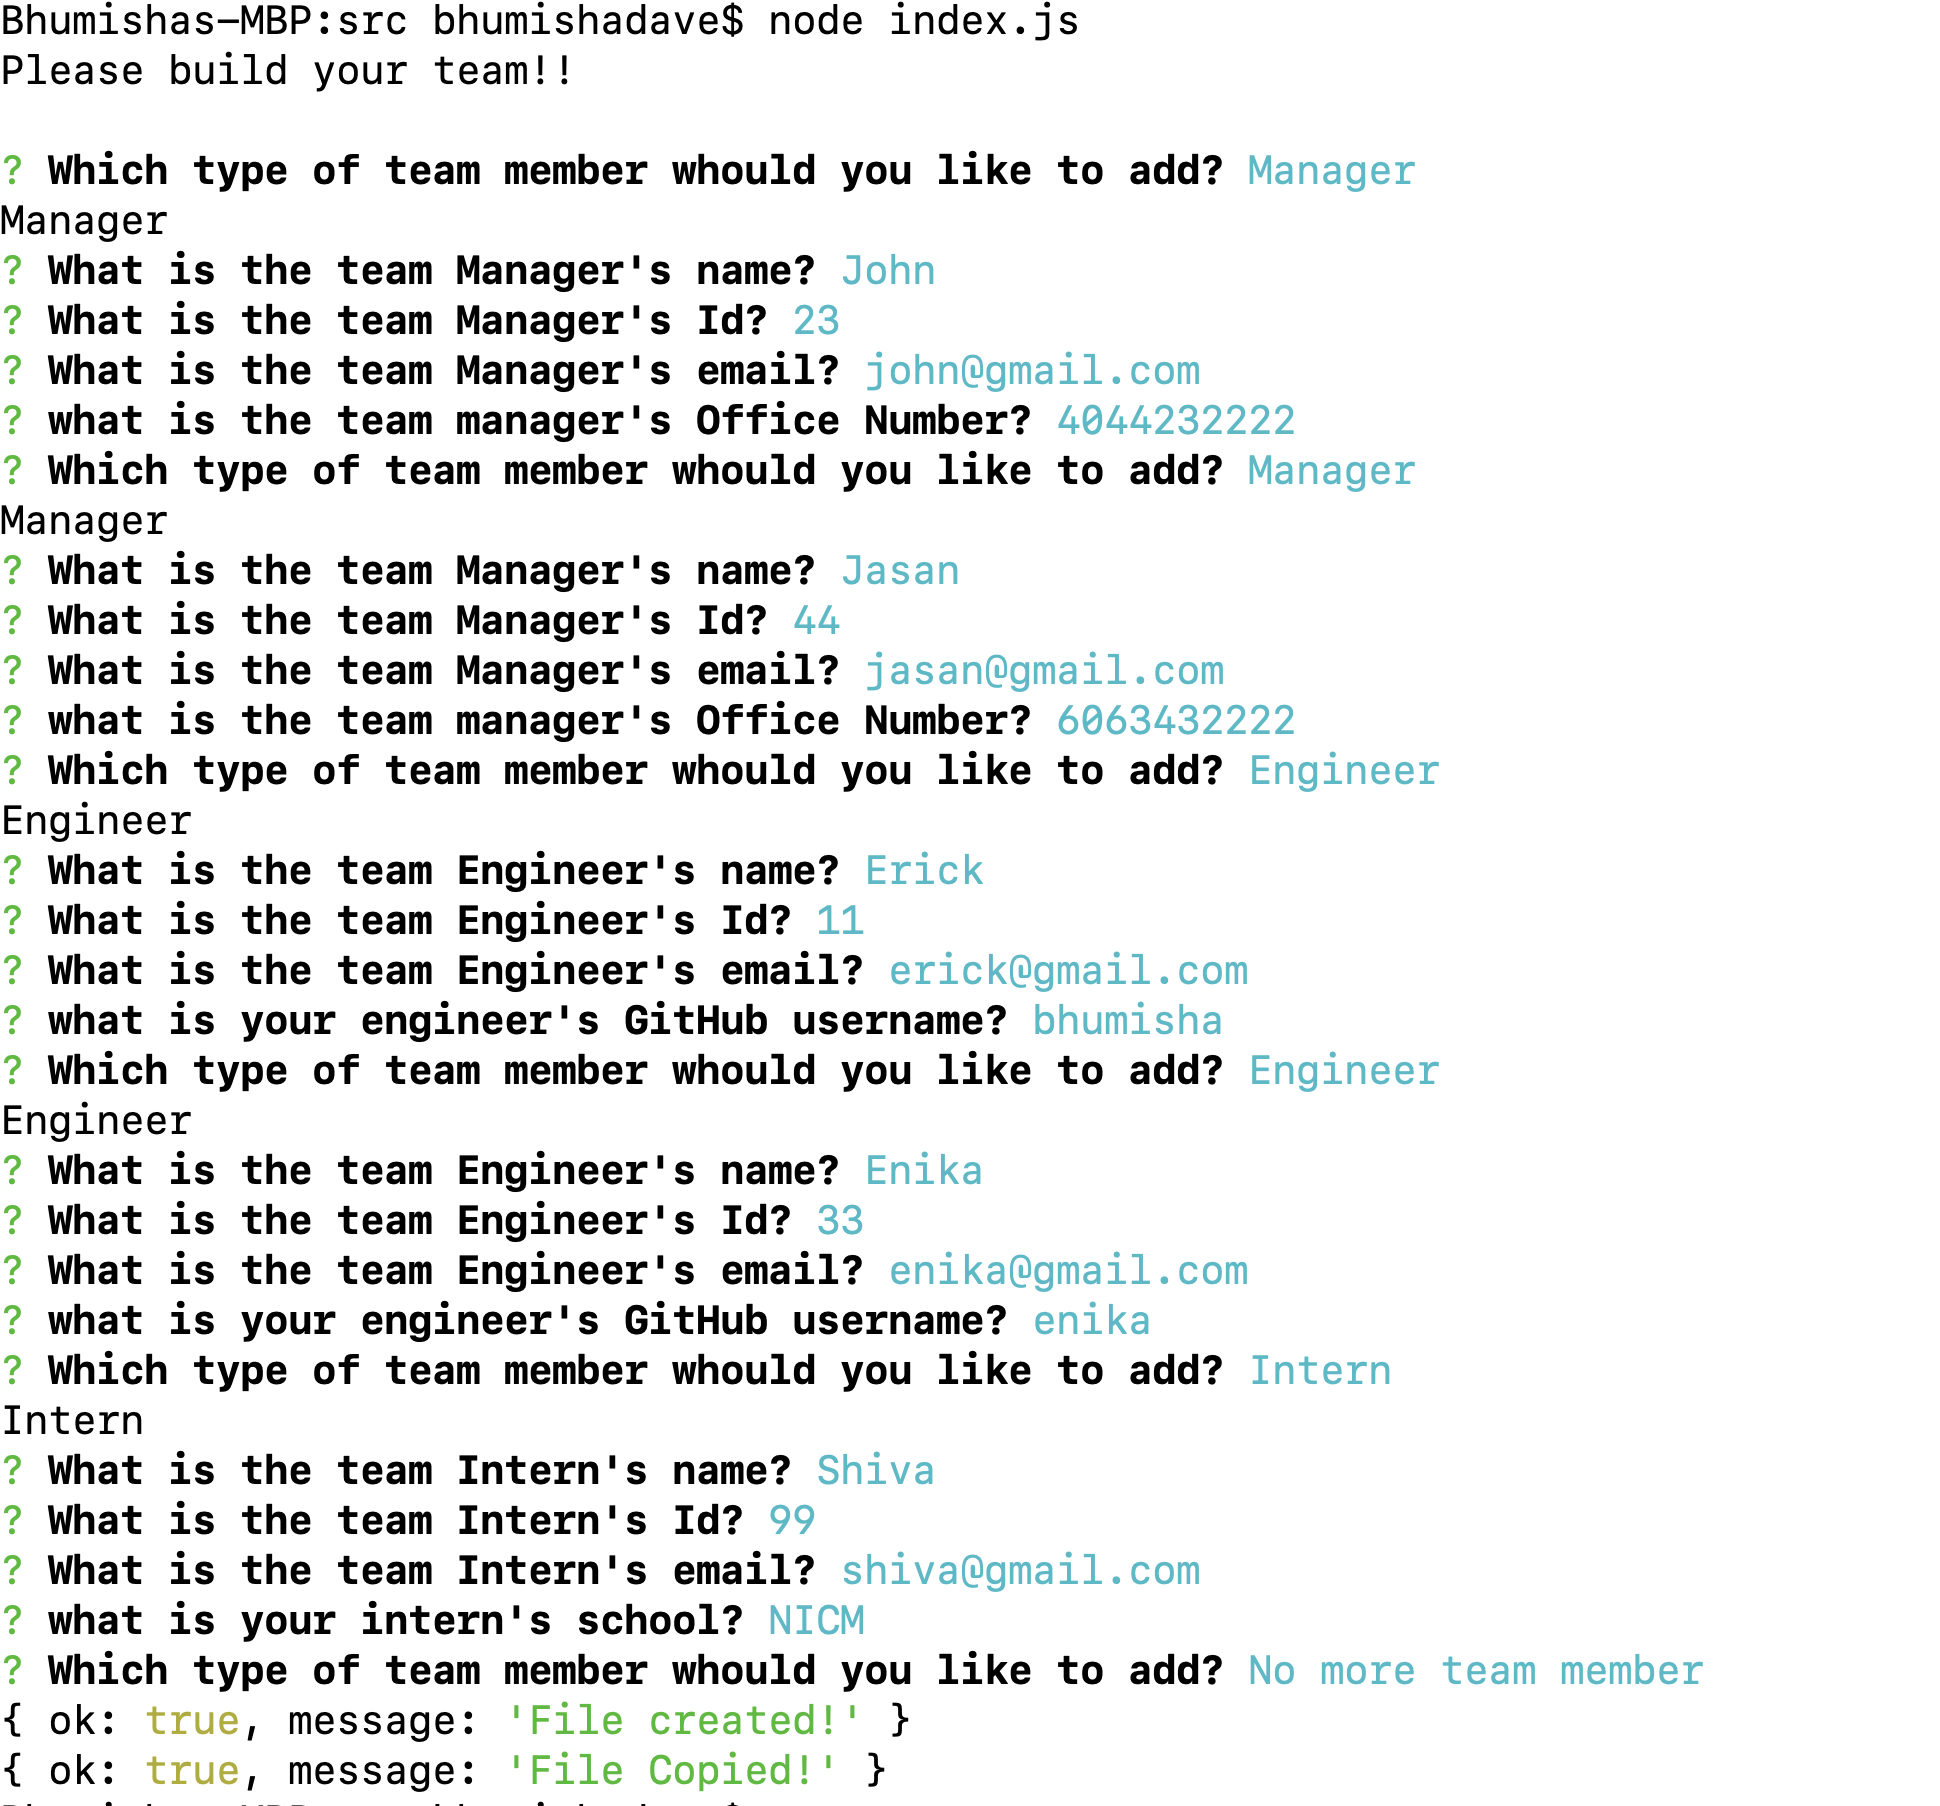 Bhumishas-MBP:src bhumishadave$ node index.js
Please build your team!!
? Which type of team member whould you like to add? Manager
Manager
? What is the team Manager's name? John
? What is the team Manager's Id? 23
? What is the team Manager's email? john@gmail.com
? what is the team manager's Office Number? 4044232222
? Which type of team member whould you like to add? Manager
Manager
? What is the team Manager's name? Jasan
? What is the team Manager's Id? 44
? What is the team Manager's email? jasan@gmail.com
? what is the team manager's Office Number? 6063432222
? Which type of team member whould you like to add? Engineer
Engineer
? What is the team Engineer's name? Erick
? What is the team Engineer's Id? 11
? What is the team Engineer's email? erick@gmail.com
? what is your engineer's GitHub username? bhumisha
? Which type of team member whould you like to add? Engineer
Engineer
? What is the team Engineer's name? Enika
? What is the team Engineer's Id? 33
? What is the team Engineer's email? enika@gmail.com
? what is your engineer's GitHub username? enika
? Which type of team member whould you like to add? Intern
Intern
? What is the team Intern's name? Shiva
? What is the team Intern's Id? 99
? What is the team Intern's email? shiva@gmail.com
? what is your intern's school? NICM
? Which type of team member whould you like to add? No more team member
{ ok: true, message: 'File created!' }
{ ok: true, message: 'File Copied!' }